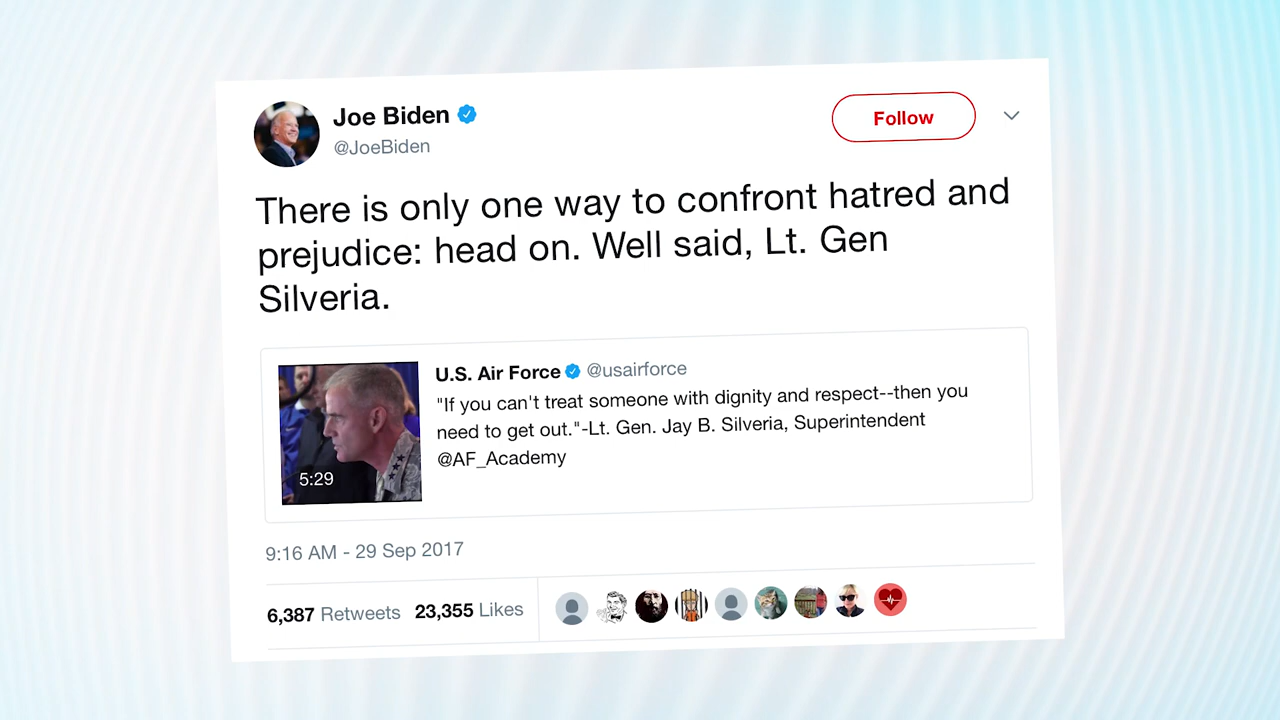 Joe Biden
@JoeBiden
Follow
There is only one way to confront hatred and
prejudice: head on. Well said, Lt. Gen
Silveria.
U.S. Air Force @usairforce
"If you can't treat someone with dignity and respect--then you
need to get out."-Lt. Gen. Jay B. Silveria, Superintendent
@AF_Academy
5:29
9:16 AM - 29 Sep 2017
6,387 Retweets 23,355 Likes